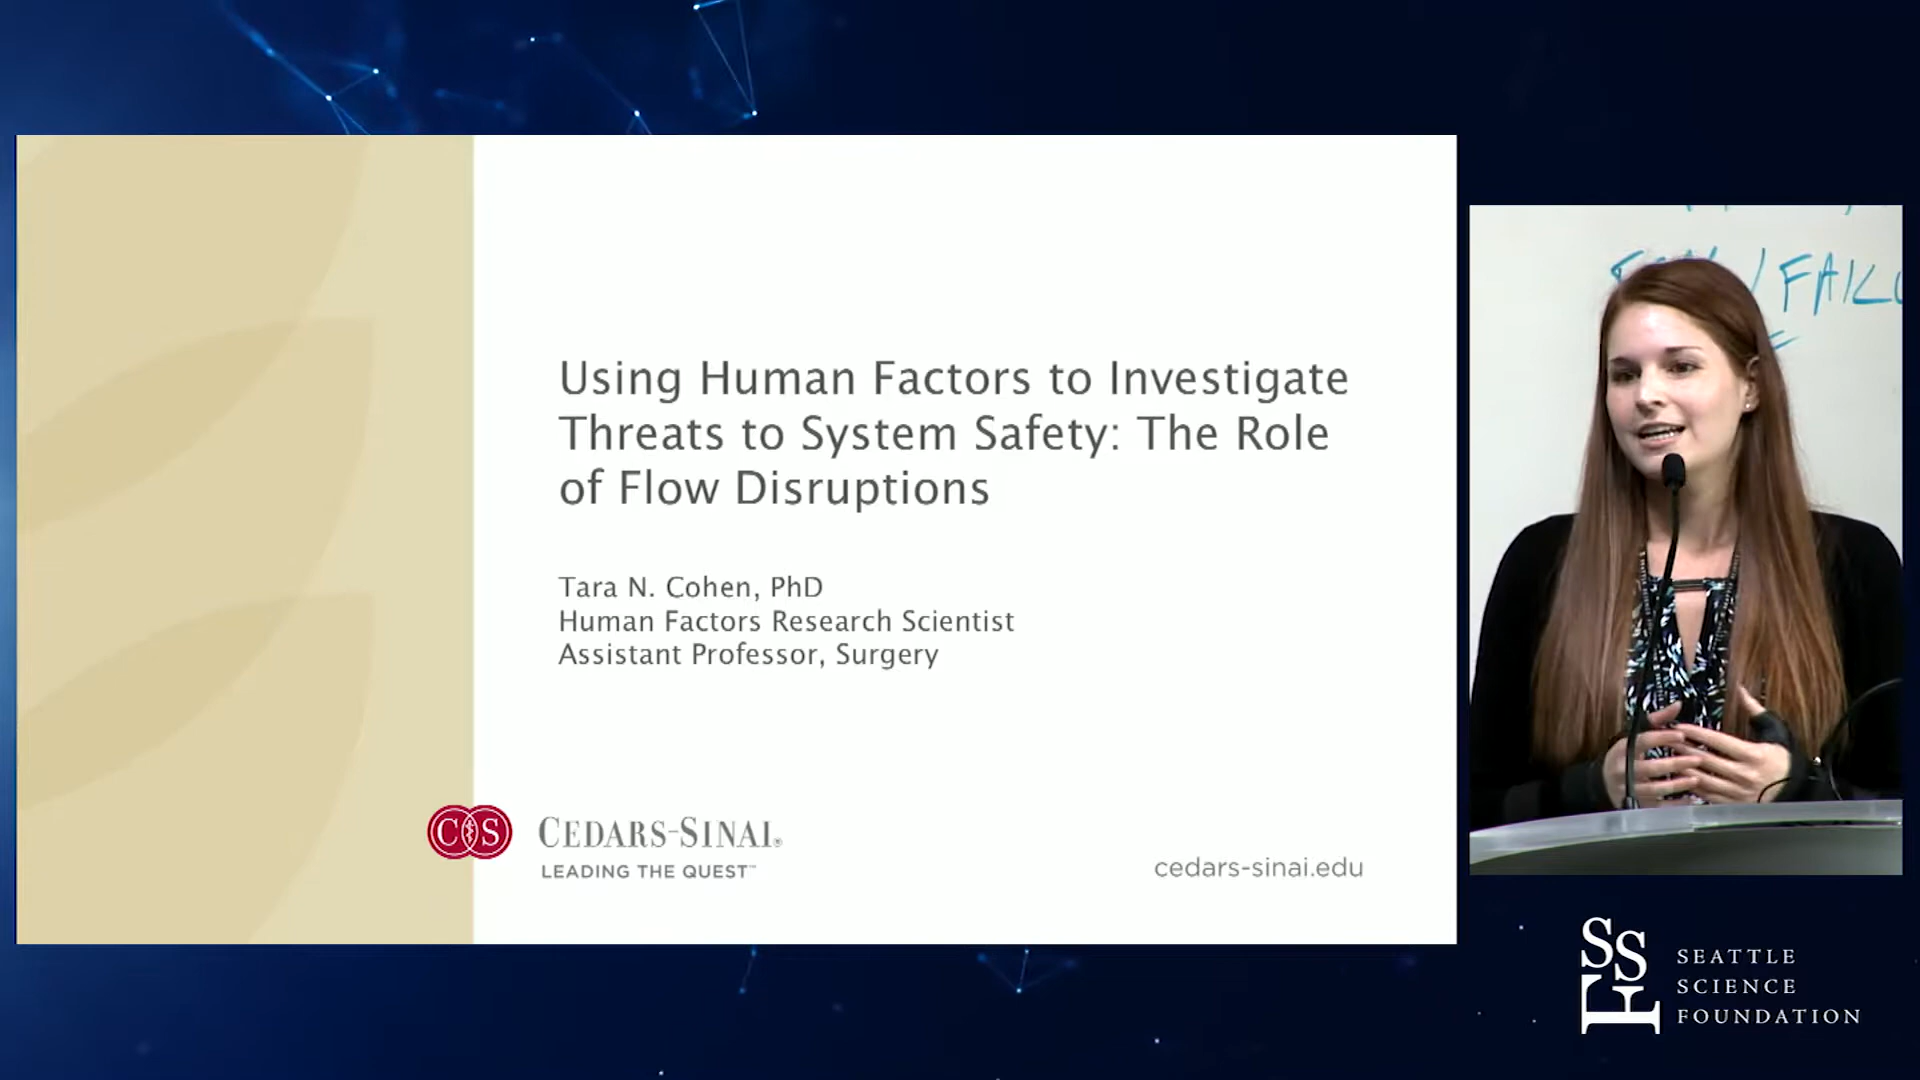 Using Human Factors to Investigate
Threats to System Safety: The Role
of Flow Disruptions
Tara N. Cohen, PhD
Human Factors Research Scientist
Assistant Professor, Surgery
CS
CEDARS-SINAI®
LEADING THE QUEST™
cedars-sinai.edu
SSF
SEATTLE
SCIENCE
FOUNDATION